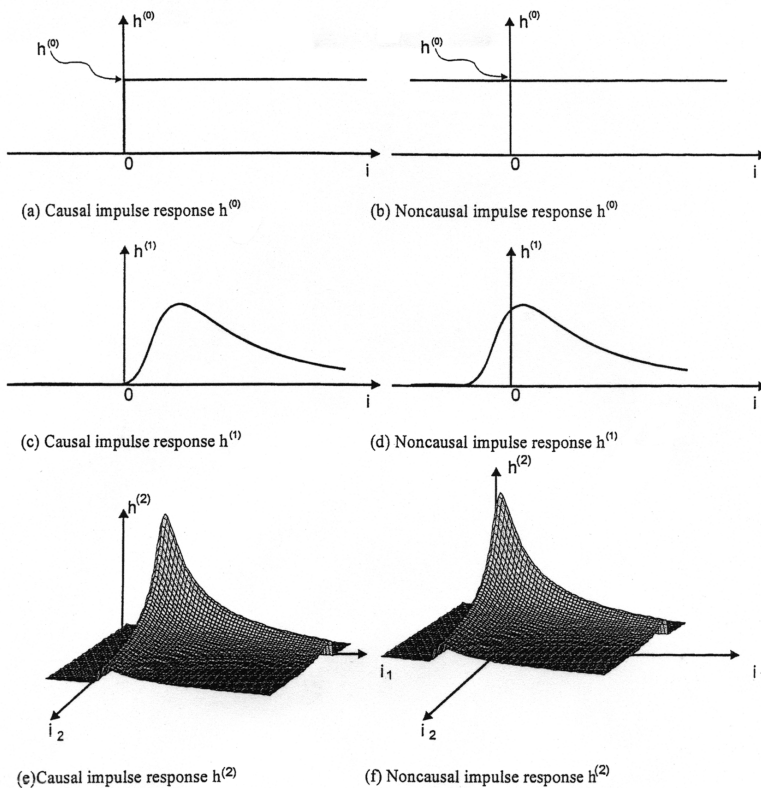 h(0)
h(0)
0
i
(a) Causal impulse response h(0)
h(0)
h(0)
0
i
(b) Noncausal impulse response h(0)
h(1)
0
i
(c) Causal impulse response h(1)
h(1)
0
i
(d) Noncausal impulse response h(1)
h(2)
i1
i2
(e)Causal impulse response h(2)
h(2)
i
i2
(f) Noncausal impulse response h(2)